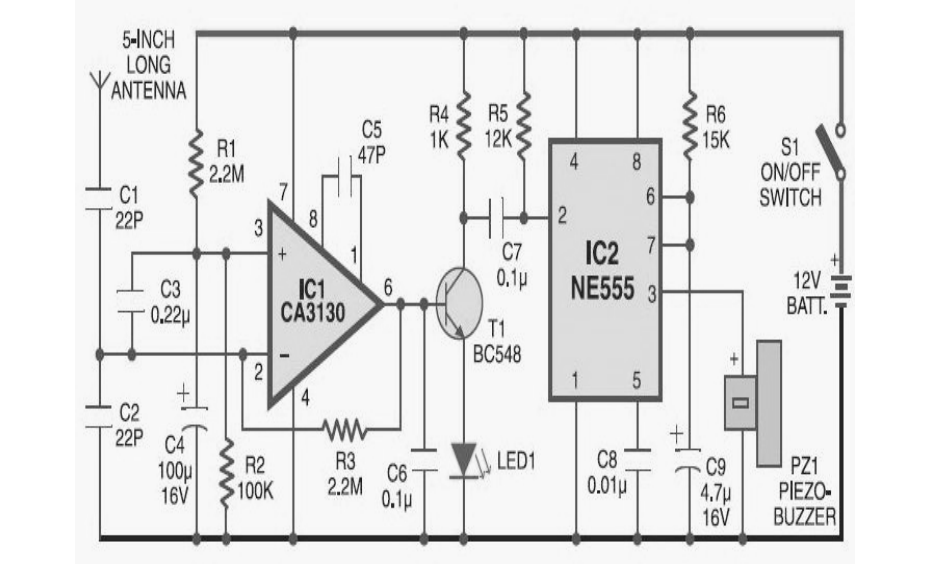 5-INCH
LONG
ANTENNA
C1
22P
C3
0.22µ
C2
22P
R1
2.2M
C4
100µ
16V
+
R2
100K
C5
47P
7
8
1
3
+
IC1
CA3130
6
−
2
4
R3
2.2M
C6
0.1µ
R4
1K
R5
12K
C7
0.1µ
T1
BC548
LED1
4
8
2
6
7
IC2
NE555
3
1
5
C8
0.01µ
R6
15K
+
C9
4.7µ
16V
S1
ON/OFF
SWITCH
+
12V
BATT.
+
PZ1
PIEZO-
BUZZER